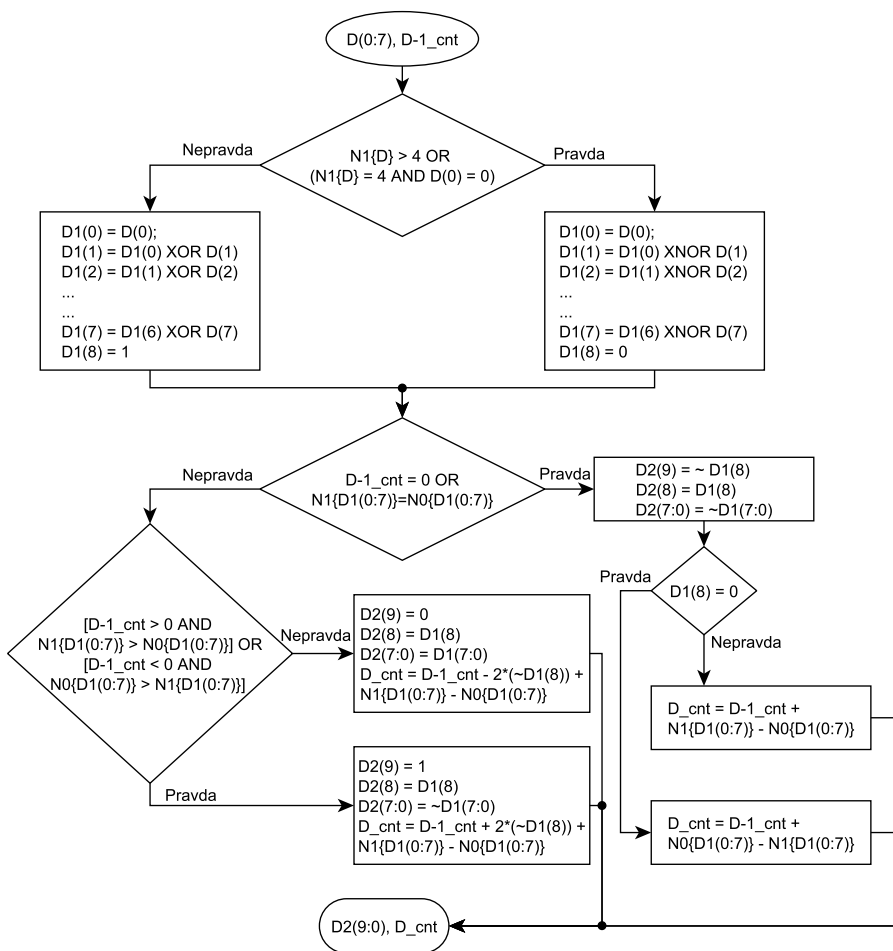 D(0:7), D-1_cnt
N1{D} > 4 OR
(N1{D} = 4 AND D(0) = 0)
Nepravda
Pravda
D1(0) = D(0);
D1(1) = D1(0) XOR D(1)
D1(2) = D1(1) XOR D(2)
...
...
D1(7) = D1(6) XOR D(7)
D1(8) = 1
D1(0) = D(0);
D1(1) = D1(0) XNOR D(1)
D1(2) = D1(1) XNOR D(2)
...
...
D1(7) = D1(6) XNOR D(7)
D1(8) = 0
Nepravda
D-1_cnt = 0 OR
N1{D1(0:7)}=N0{D1(0:7)}
Pravda
D2(9) = ~ D1(8)
D2(8) = D1(8)
D2(7:0) = ~D1(7:0)
Pravda
D1(8) = 0
Nepravda
[D-1_cnt > 0 AND
N1{D1(0:7)} > N0{D1(0:7)}] OR
[D-1_cnt < 0 AND
N0{D1(0:7)} > N1{D1(0:7)}]
Nepravda
D2(9) = 0
D2(8) = D1(8)
D2(7:0) = D1(7:0)
D_cnt = D-1_cnt - 2*(~D1(8)) +
N1{D1(0:7)} - N0{D1(0:7)}
D_cnt = D-1_cnt +
N1{D1(0:7)} - N0{D1(0:7)}
Pravda
D2(9) = 1
D2(8) = D1(8)
D2(7:0) = ~D1(7:0)
D_cnt = D-1_cnt + 2*(~D1(8)) +
N1{D1(0:7)} - N0{D1(0:7)}
D_cnt = D-1_cnt +
N0{D1(0:7)} - N1{D1(0:7)}
D2(9:0), D_cnt